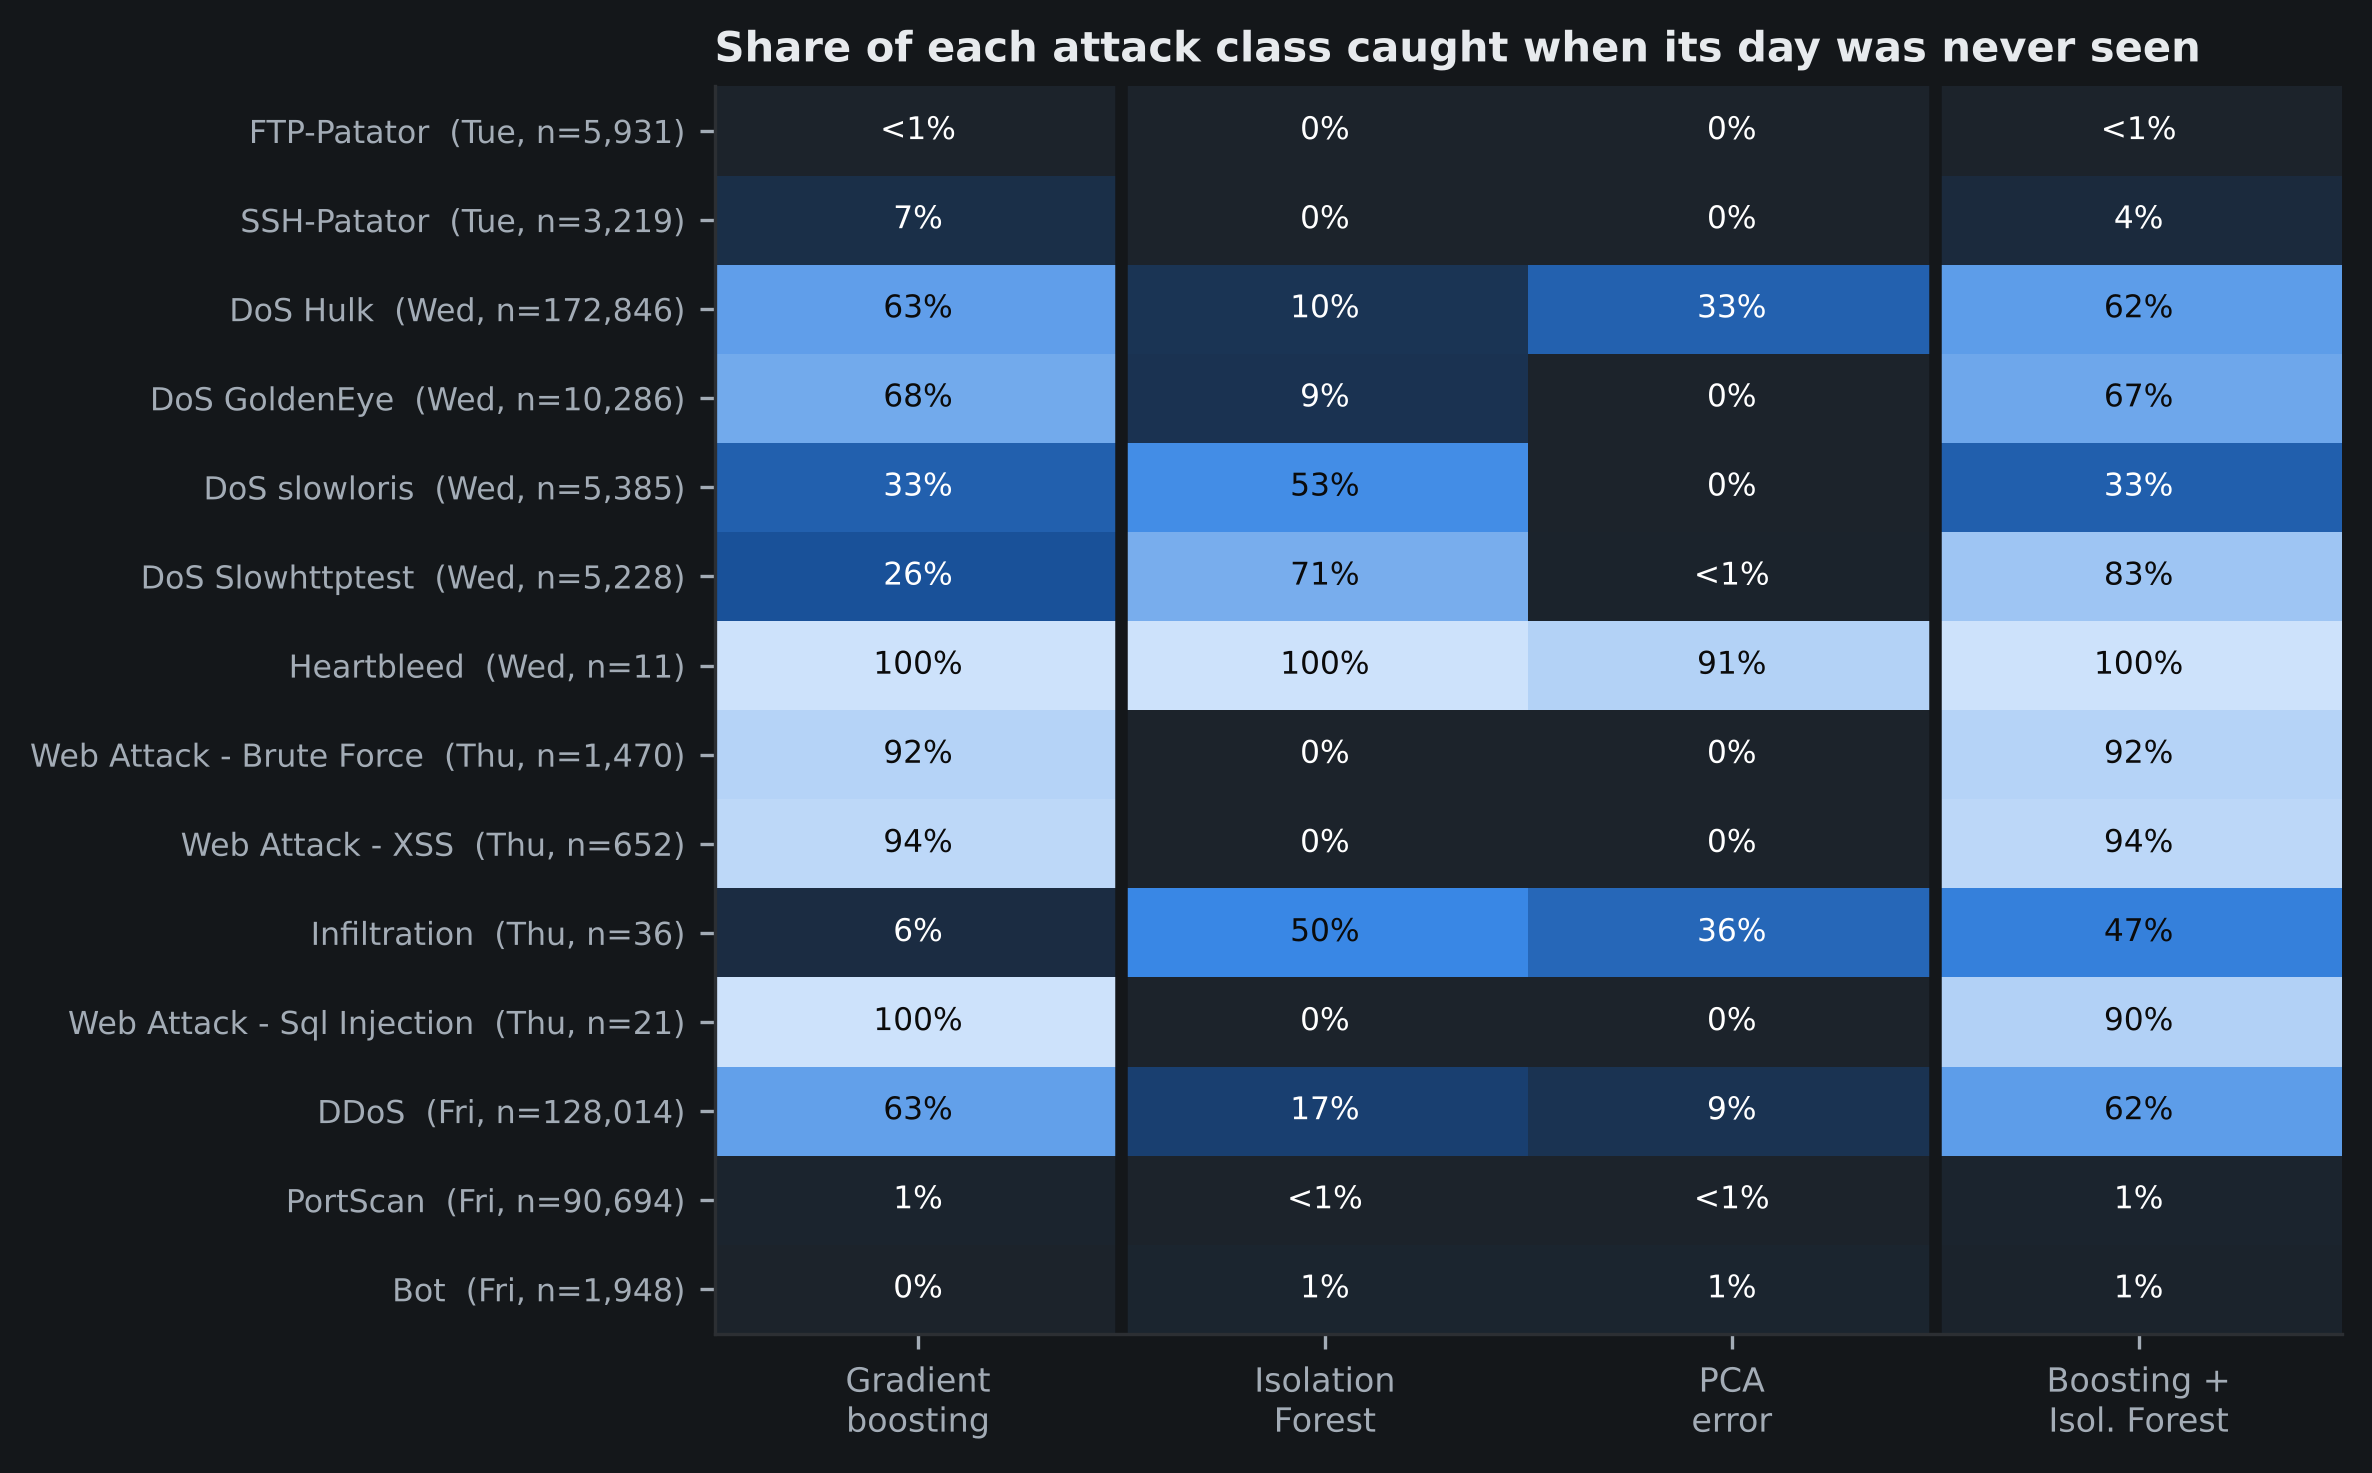 Share of each attack class caught when its day was never seen
FTP-Patator (Tue, n=5,931) <1% 0% 0% <1%
SSH-Patator (Tue, n=3,219) 7% 0% 0% 4%
DoS Hulk (Wed, n=172,846) 63% 10% 33% 62%
DoS GoldenEye (Wed, n=10,286) 68% 9% 0% 67%
DoS slowloris (Wed, n=5,385) 33% 53% 0% 33%
DoS Slowhttptest (Wed, n=5,228) 26% 71% <1% 83%
Heartbleed (Wed, n=11) 100% 100% 91% 100%
Web Attack - Brute Force (Thu, n=1,470) 92% 0% 0% 92%
Web Attack - XSS (Thu, n=652) 94% 0% 0% 94%
Infiltration (Thu, n=36) 6% 50% 36% 47%
Web Attack - Sql Injection (Thu, n=21) 100% 0% 0% 90%
DDoS (Fri, n=128,014) 63% 17% 9% 62%
PortScan (Fri, n=90,694) 1% <1% <1% 1%
Bot (Fri, n=1,948) 0% 1% 1% 1%
Gradient Isolation PCA Boosting +
boosting Forest error Isol. Forest